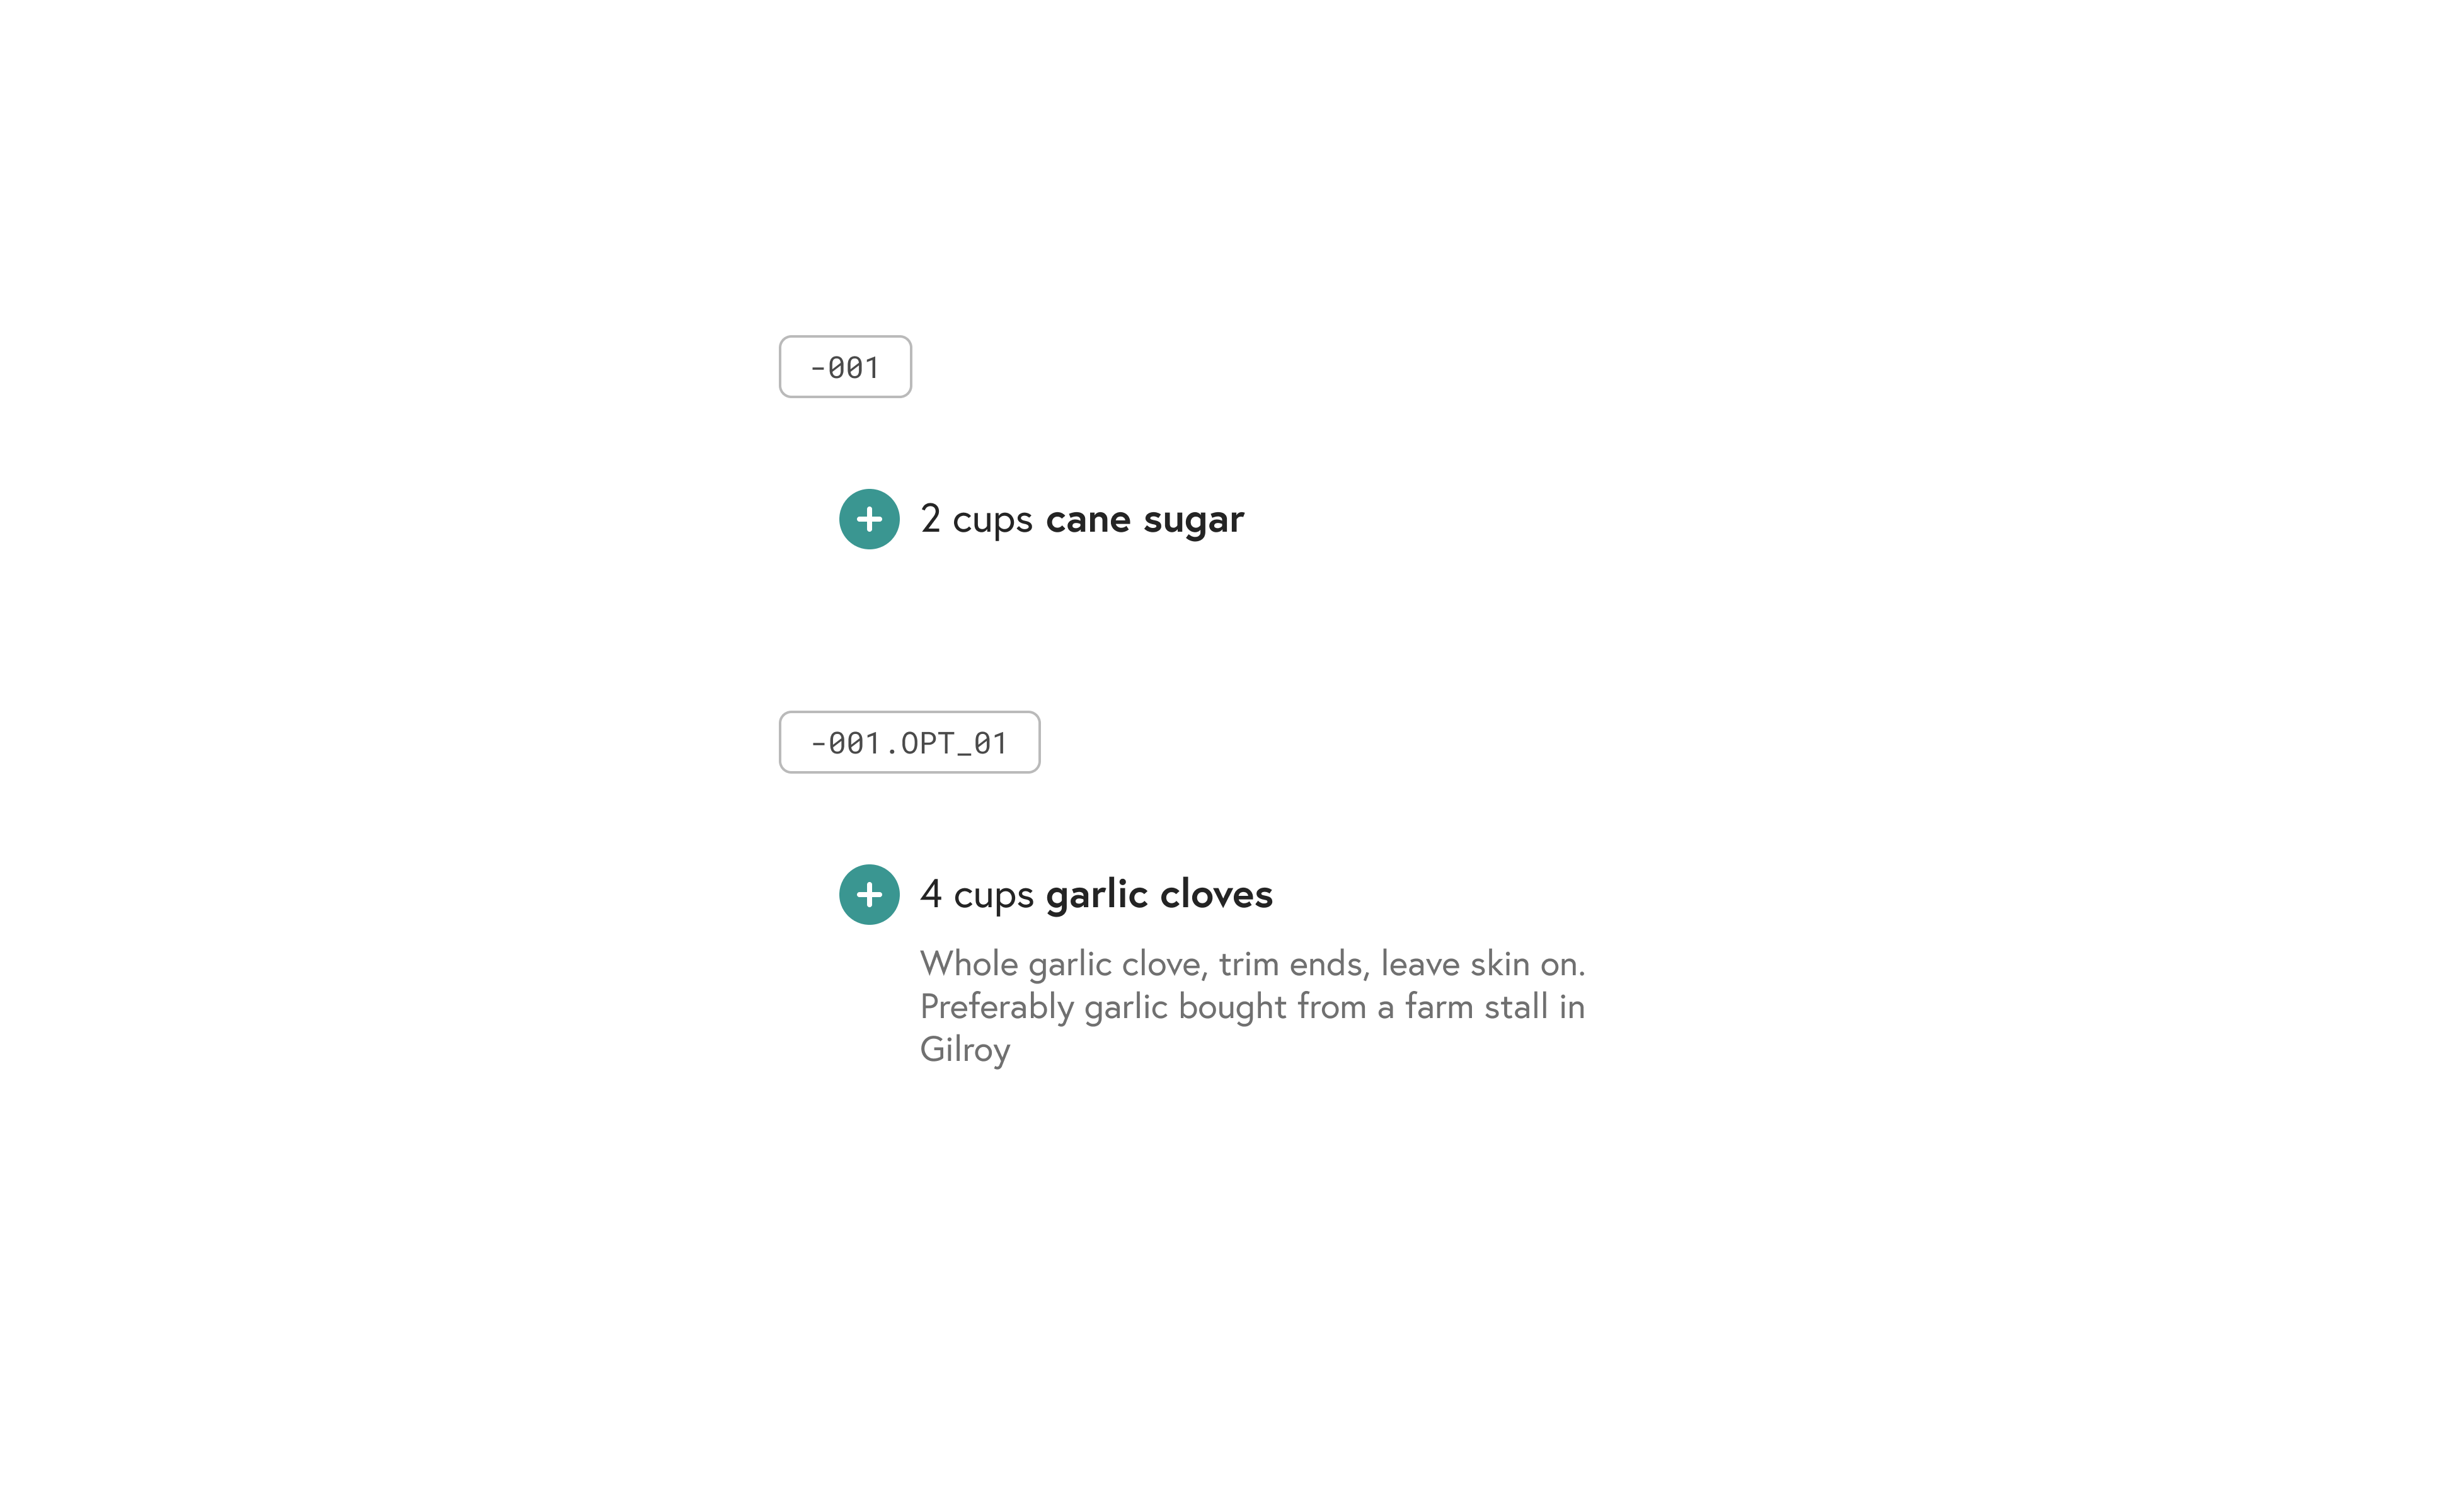 -001
2 cups cane sugar
-001.OPT_01
4 cups garlic cloves
Whole garlic clove, trim ends, leave skin on.
Preferably garlic bought from a farm stall in
Gilroy